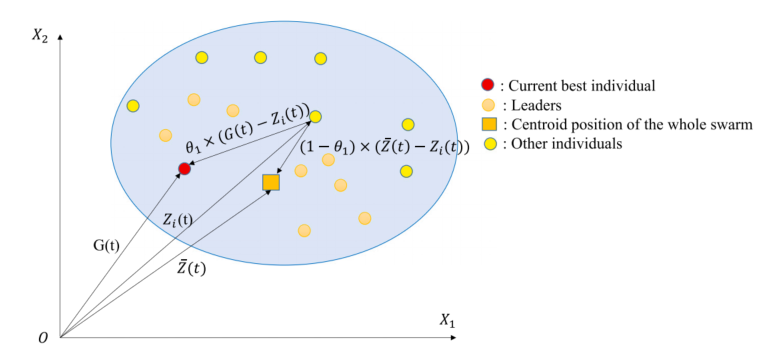 X₂
: Current best individual
: Leaders
: Centroid position of the whole swarm
: Other individuals
θ₁ × (G(t) − Zᵢ(t))
(1 − θ₁) × (Z̄(t) − Zᵢ(t))
Zᵢ(t)
G(t)
Z̄(t)
X₁
O